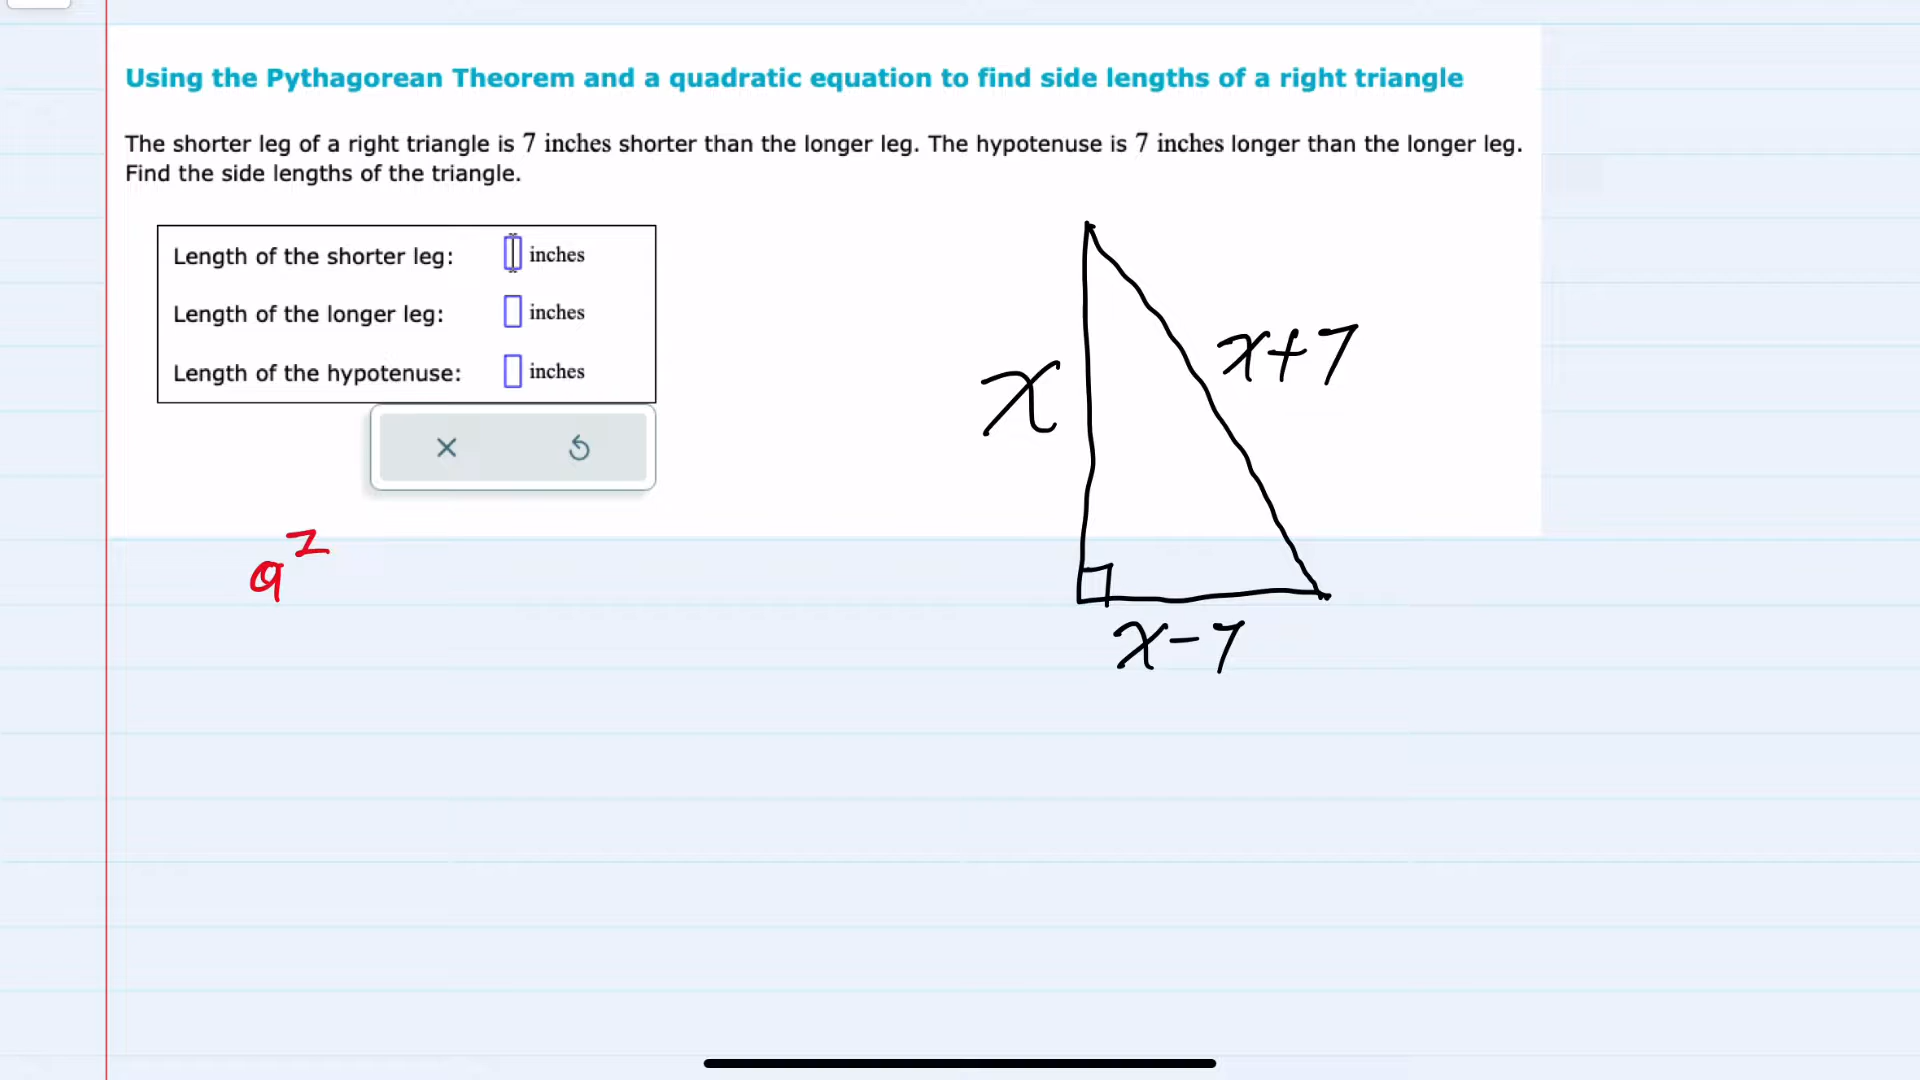 Using the Pythagorean Theorem and a quadratic equation to find side lengths of a right triangle
The shorter leg of a right triangle is 7 inches shorter than the longer leg. The hypotenuse is 7 inches longer than the longer leg.
Find the side lengths of the triangle.
Length of the shorter leg: inches
Length of the longer leg: inches
Length of the hypotenuse: inches
x
x+7
x-7
a²